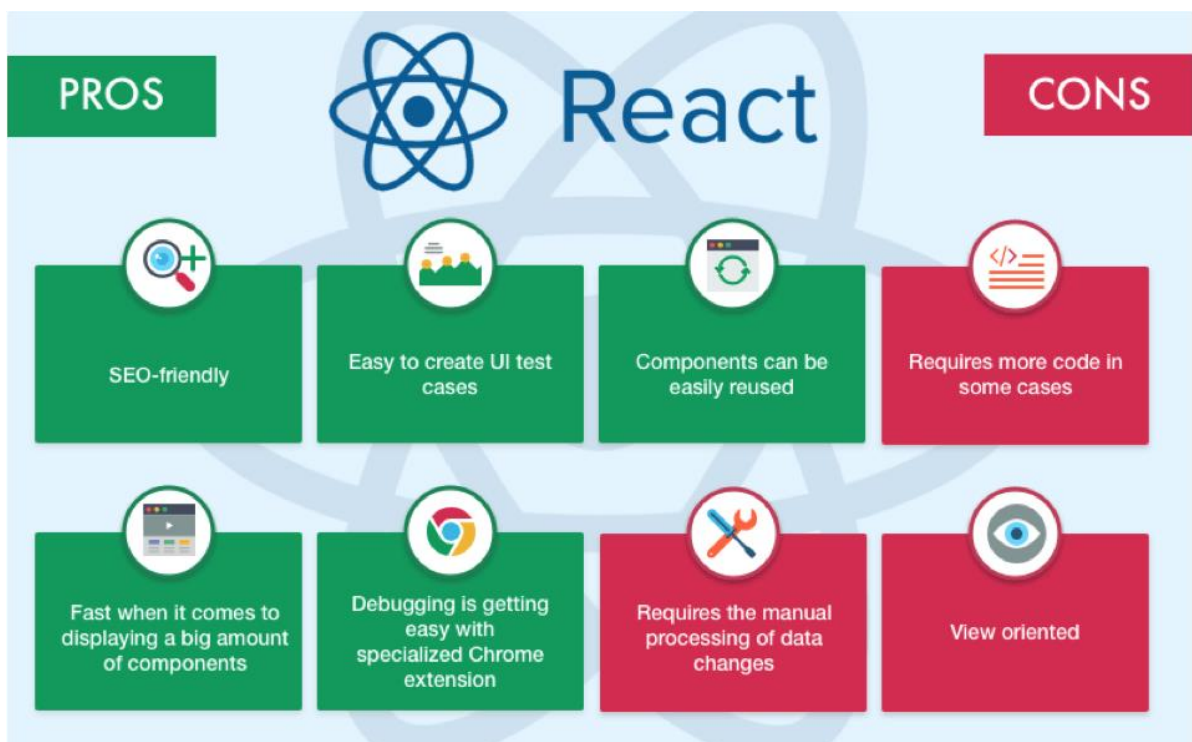 PROS
React
CONS
SEO-friendly
Easy to create UI test
cases
Components can be
easily reused
Requires more code in
some cases
Fast when it comes to
displaying a big amount
of components
Debugging is getting
easy with
specialized Chrome
extension
Requires the manual
processing of data
changes
View oriented